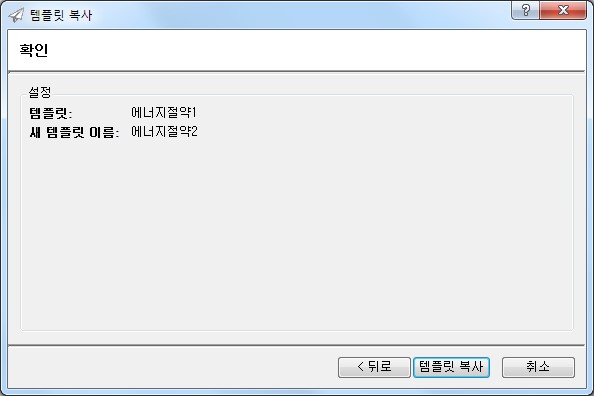 템플릿 복사
확인
설정
템플릿: 에너지절약1
새 템플릿 이름: 에너지절약2
< 뒤로 템플릿 복사 취소